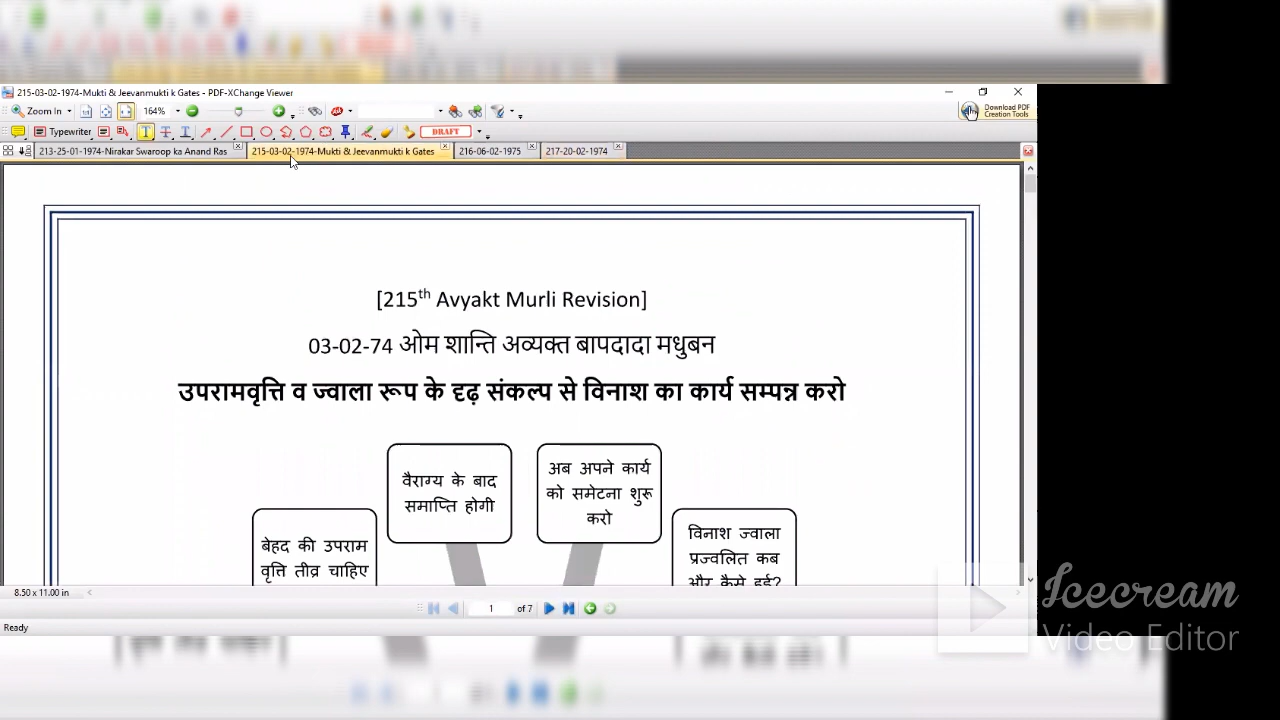 215-03-02-1974-Mukti & Jeevanmukti k Gates - PDF-XChange Viewer
Zoom In 164%
Download PDF
Creation Tools
Typewriter T T T DRAFT
213-25-01-1974-Nirakar Swaroop ka Anand Ras 215-03-02-1974-Mukti & Jeevanmukti k Gates 216-06-02-1975 217-20-02-1974
[215th Avyakt Murli Revision]
03-02-74 ओम शान्ति अव्यक्त बापदादा मधुबन
उपरामवृत्ति व ज्वाला रूप के दृढ़ संकल्प से विनाश का कार्य सम्पन्न करो
वैराग्य के बाद
समाप्ति होगी
अब अपने कार्य
को समेटना शुरू
करो
बेहद की उपराम
वृत्ति तीव्र चाहिए
विनाश ज्वाला
प्रज्वलित कब
और कैसे हुई?
8.50 x 11.00 in
1 of 7
Ready
Icecream
Video Editor